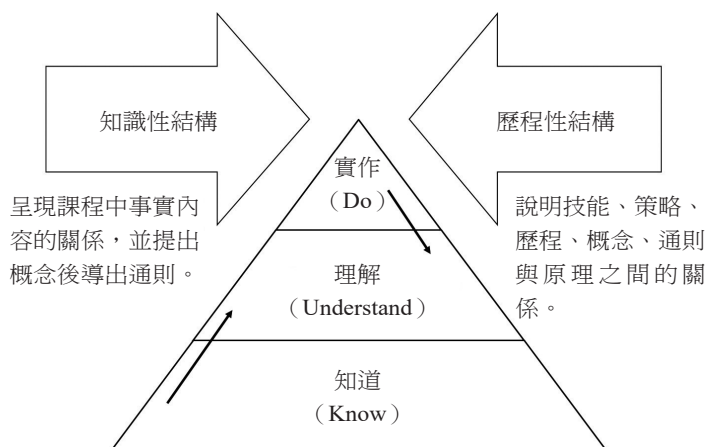 知識性結構
歷程性結構
實作
（Do）
呈現課程中事實內
容的關係，並提出
概念後導出通則。
說明技能、策略、
歷程、概念、通則
與原理之間的關
係。
理解
（Understand）
知道
（Know）